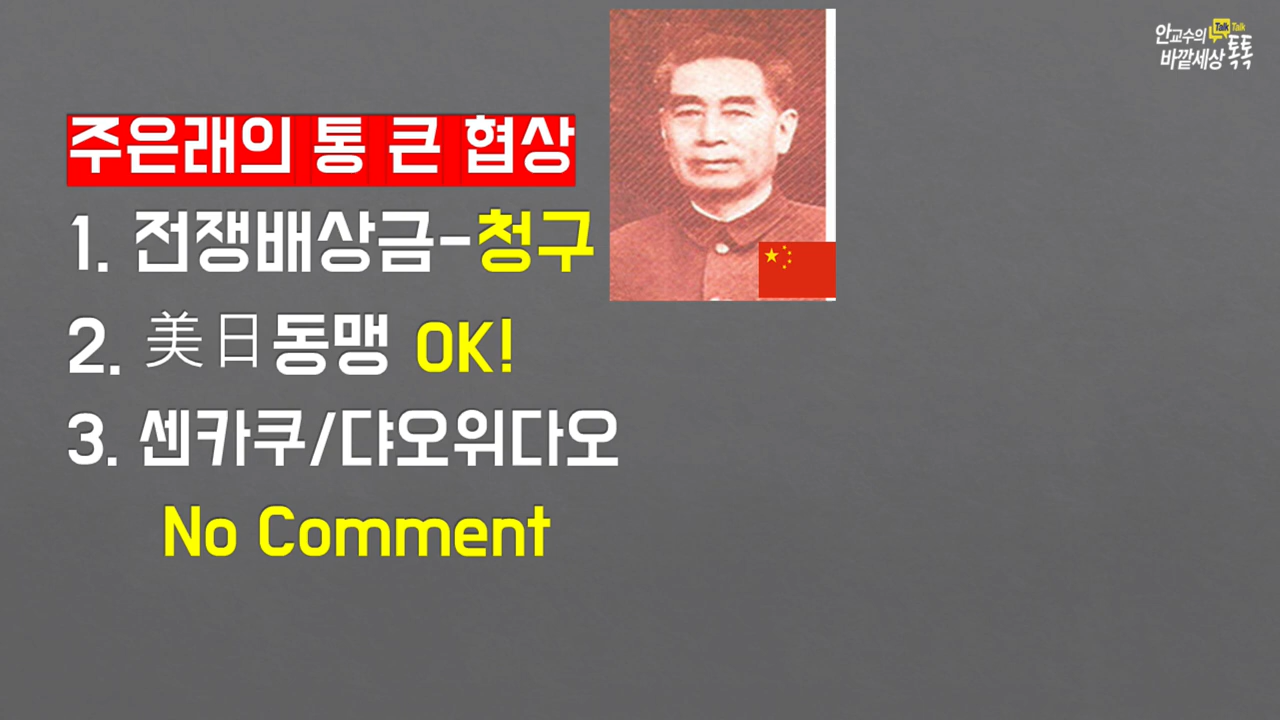 안교수의 Talk Talk
바깥세상 톡톡
주은래의 통 큰 협상
1. 전쟁배상금-청구
2. 美日동맹 OK!
3. 센카쿠/댜오위다오
No Comment